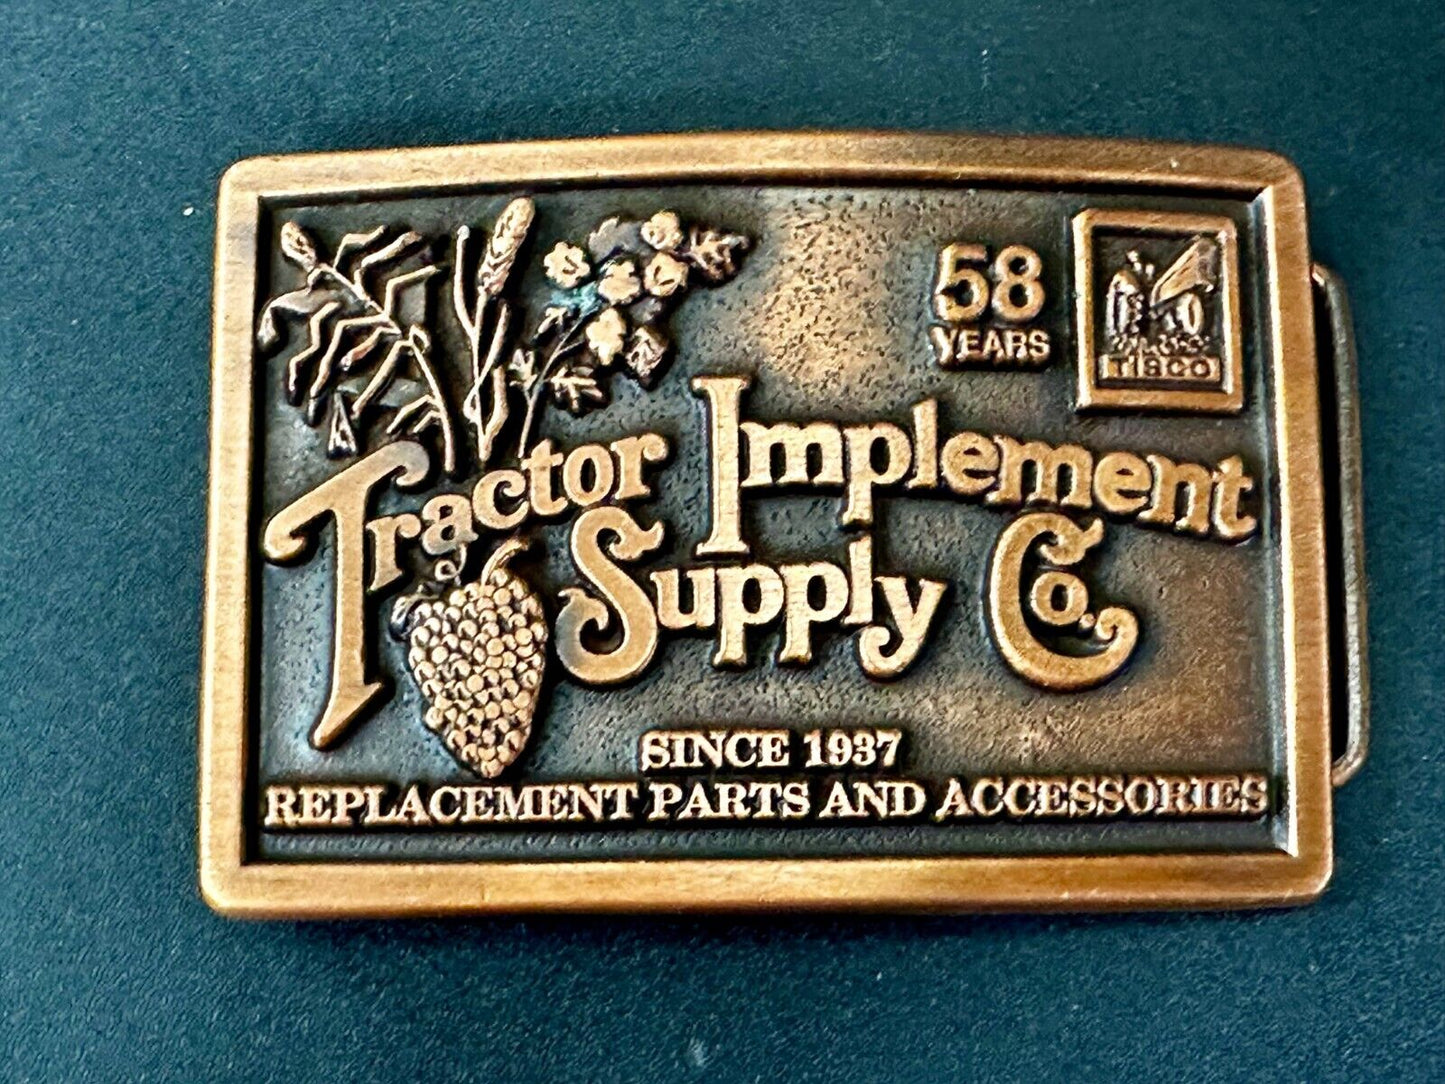 58
YEARS
TISCO
Tractor Implement
Supply Co.
SINCE 1937
REPLACEMENT PARTS AND ACCESSORIES